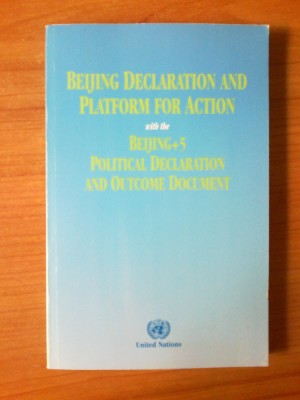 BEIJING DECLARATION AND
PLATFORM FOR ACTION
with the
BEIJING+5
POLITICAL DECLARATION
AND OUTCOME DOCUMENT
United Nations